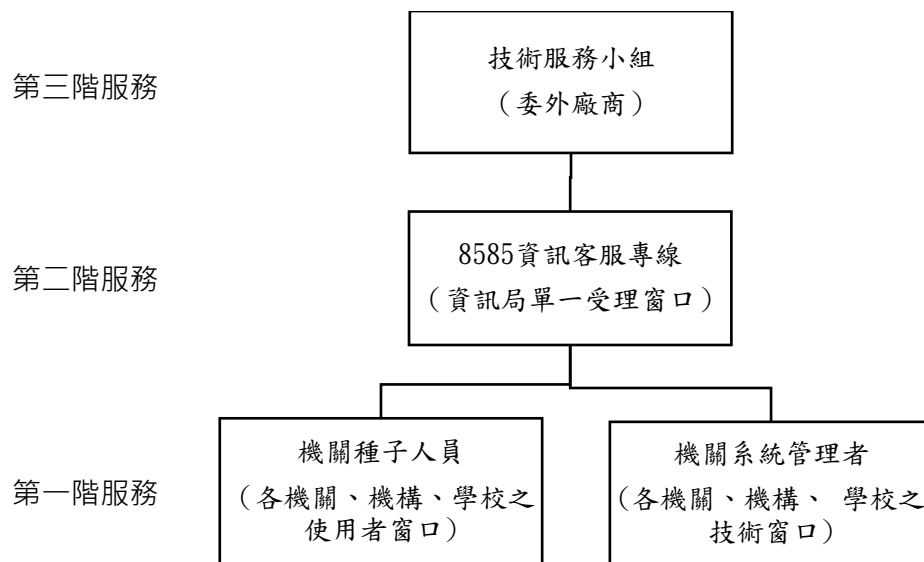 第三階服務
技術服務小組
（委外廠商）
第二階服務
8585資訊客服專線
（資訊局單一受理窗口）
第一階服務
機關種子人員
（各機關、機構、學校之
使用者窗口）
機關系統管理者
（各機關、機構、 學校之
技術窗口）